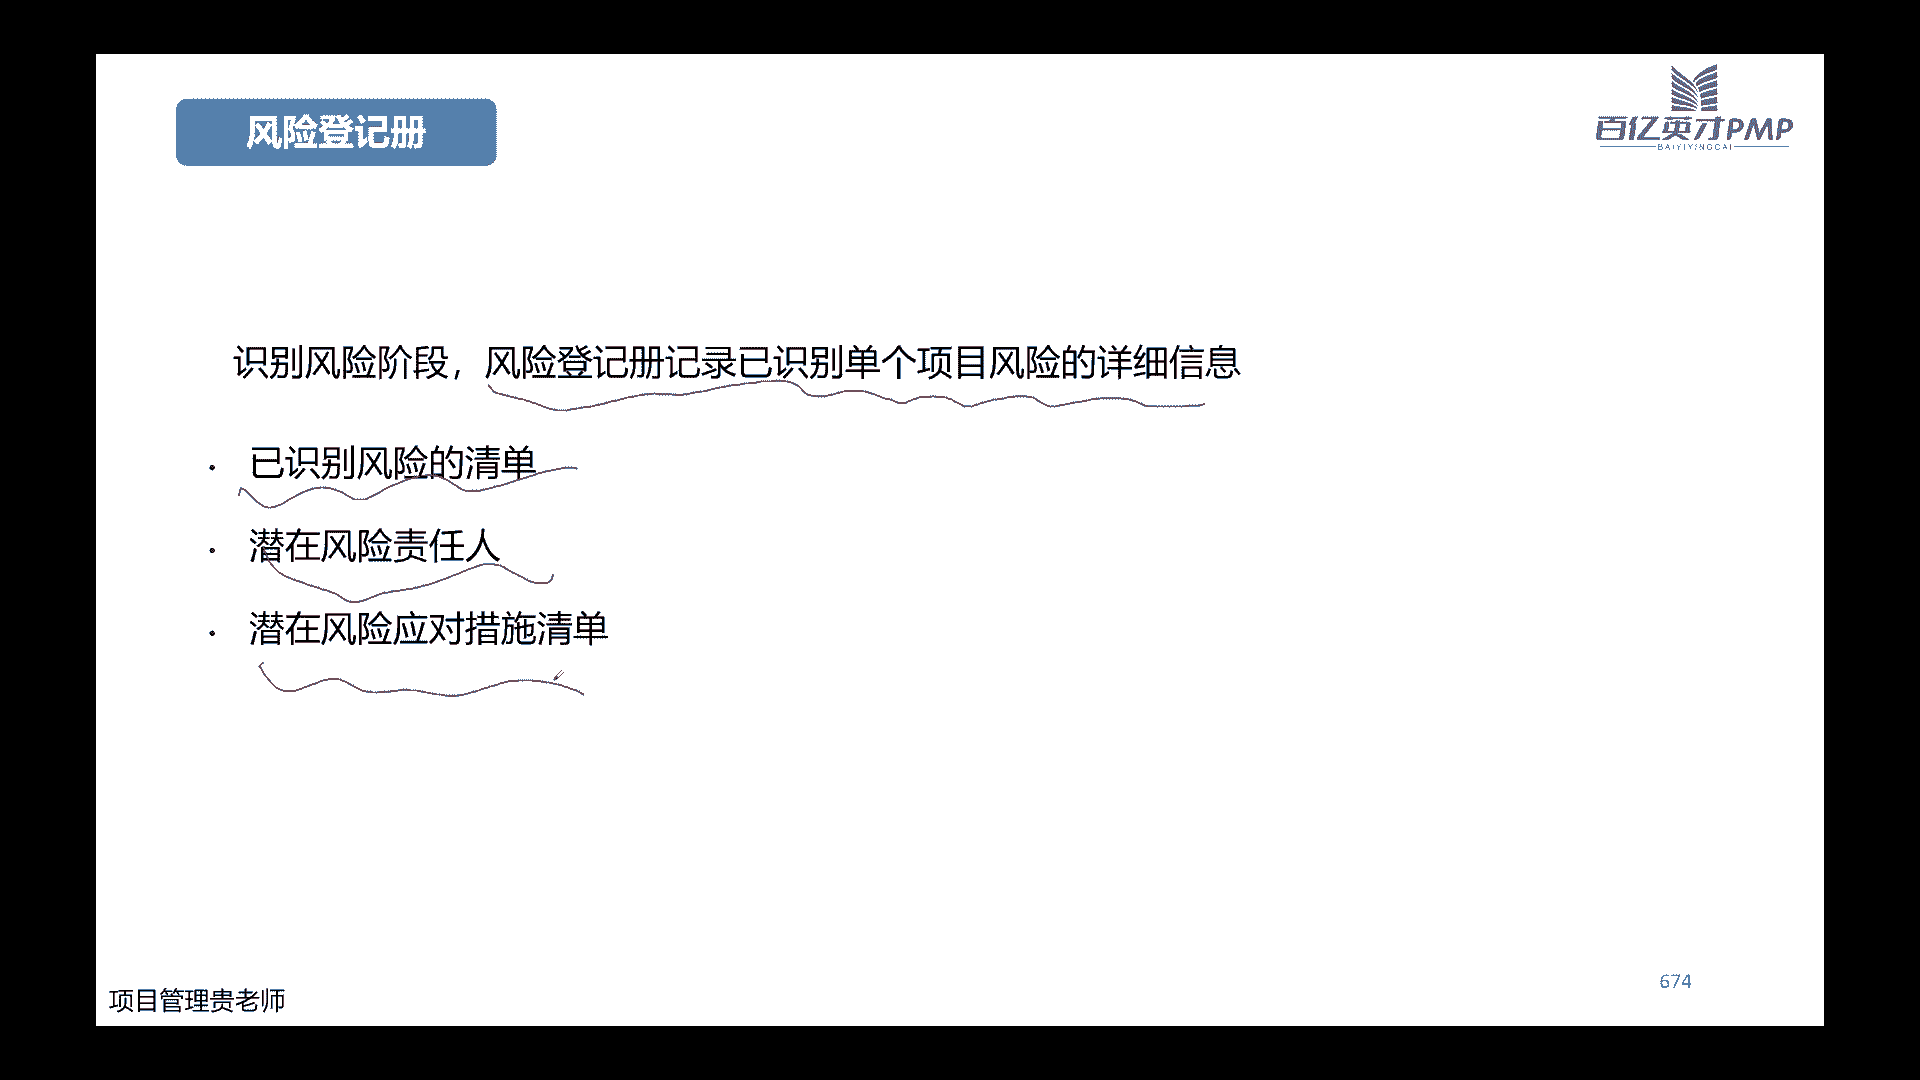 风险登记册
百亿英才PMP
BAIYIYINGCAI
识别风险阶段，风险登记册记录已识别单个项目风险的详细信息
· 已识别风险的清单
· 潜在风险责任人
· 潜在风险应对措施清单
项目管理贵老师
674